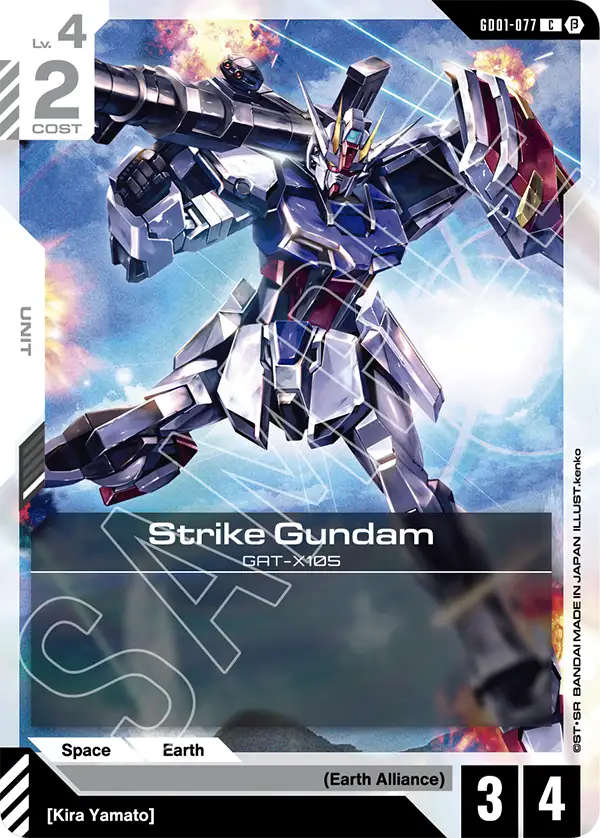 GD01-077 C β
Lv. 4
2
COST
UNIT
Strike Gundam
GAT-X105
SAMPLE
©ST•SR BANDAI MADE IN JAPAN ILLUST.kenko
Space Earth
(Earth Alliance)
[Kira Yamato]
3 4